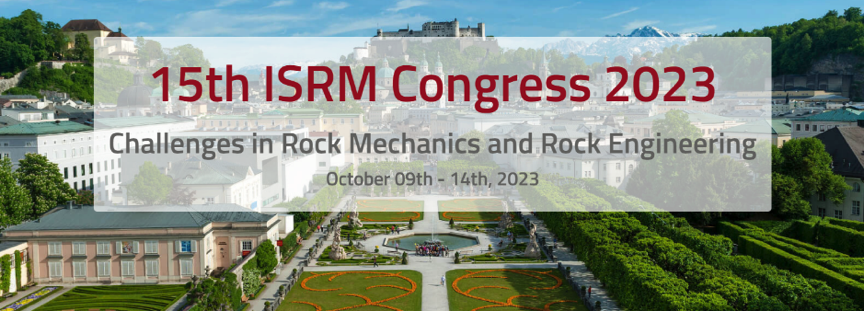 15th ISRM Congress 2023
Challenges in Rock Mechanics and Rock Engineering
October 09th - 14th, 2023